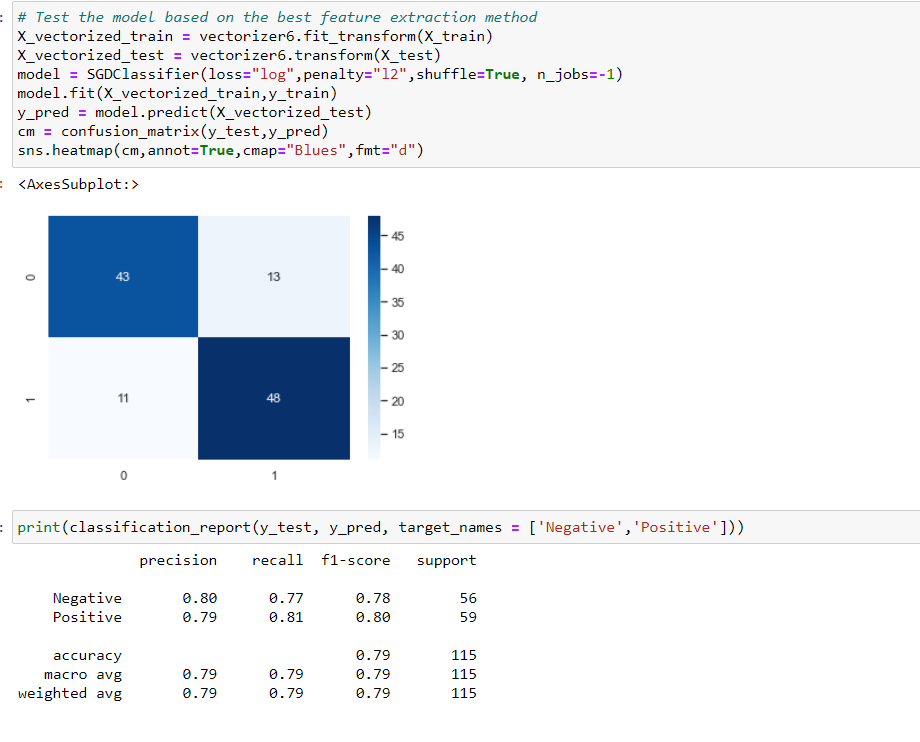 # Test the model based on the best feature extraction method
X_vectorized_train = vectorizer6.fit_transform(X_train)
X_vectorized_test = vectorizer6.transform(X_test)
model = SGDClassifier(loss="log",penalty="l2",shuffle=True, n_jobs=-1)
model.fit(X_vectorized_train,y_train)
y_pred = model.predict(X_vectorized_test)
cm = confusion_matrix(y_test,y_pred)
sns.heatmap(cm,annot=True,cmap="Blues",fmt="d")
<AxesSubplot:>
0 43 13
1 11 48
0 1
45
40
35
30
25
20
15
print(classification_report(y_test, y_pred, target_names = ['Negative','Positive']))
precision recall f1-score support
Negative 0.80 0.77 0.78 56
Positive 0.79 0.81 0.80 59
accuracy 0.79 115
macro avg 0.79 0.79 0.79 115
weighted avg 0.79 0.79 0.79 115